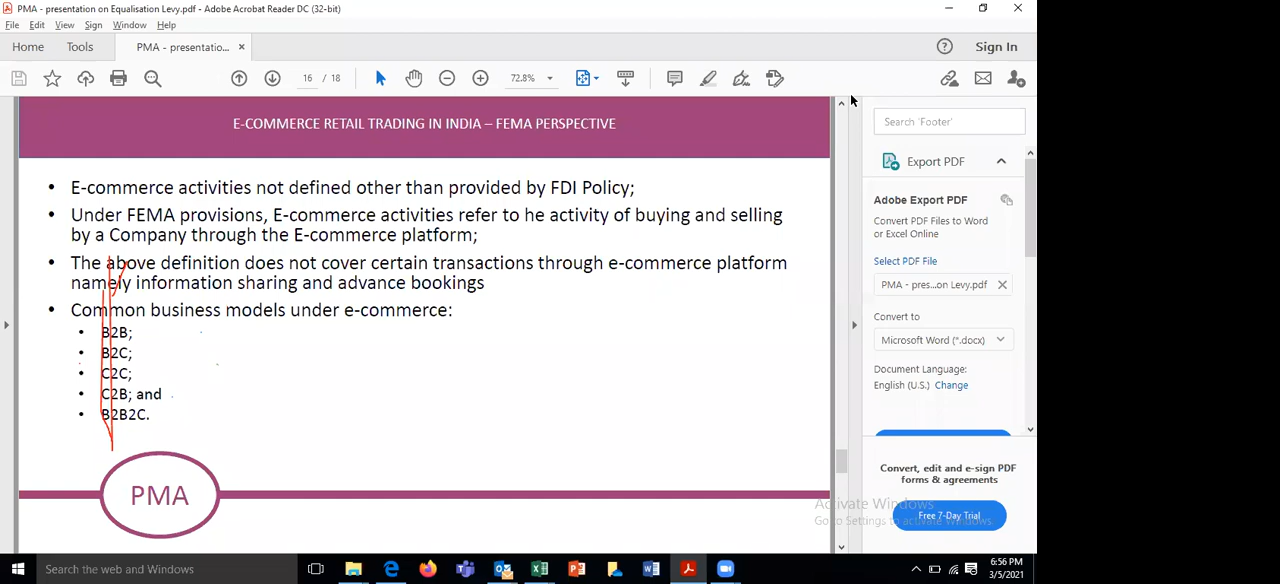 PMA - presentation on Equalisation Levy.pdf - Adobe Acrobat Reader DC (32-bit)
File Edit View Sign Window Help
Home Tools PMA - presentatio... × Sign In
16 / 18 72.8%
E-COMMERCE RETAIL TRADING IN INDIA – FEMA PERSPECTIVE
• E-commerce activities not defined other than provided by FDI Policy;
• Under FEMA provisions, E-commerce activities refer to he activity of buying and selling
by a Company through the E-commerce platform;
• The above definition does not cover certain transactions through e-commerce platform
namely information sharing and advance bookings
• Common business models under e-commerce:
• B2B;
• B2C;
• C2C;
• C2B; and
• B2B2C.
PMA
Search 'Footer'
Export PDF
Adobe Export PDF
Convert PDF Files to Word
or Excel Online
Select PDF File
PMA - pres...on Levy.pdf
Convert to
Microsoft Word (*.docx)
Document Language:
English (U.S.) Change
Convert, edit and e-sign PDF
forms & agreements
Free 7-Day Trial
Activate Windows
Go to Settings to activate Windows.
Search the web and Windows
6:56 PM
3/5/2021